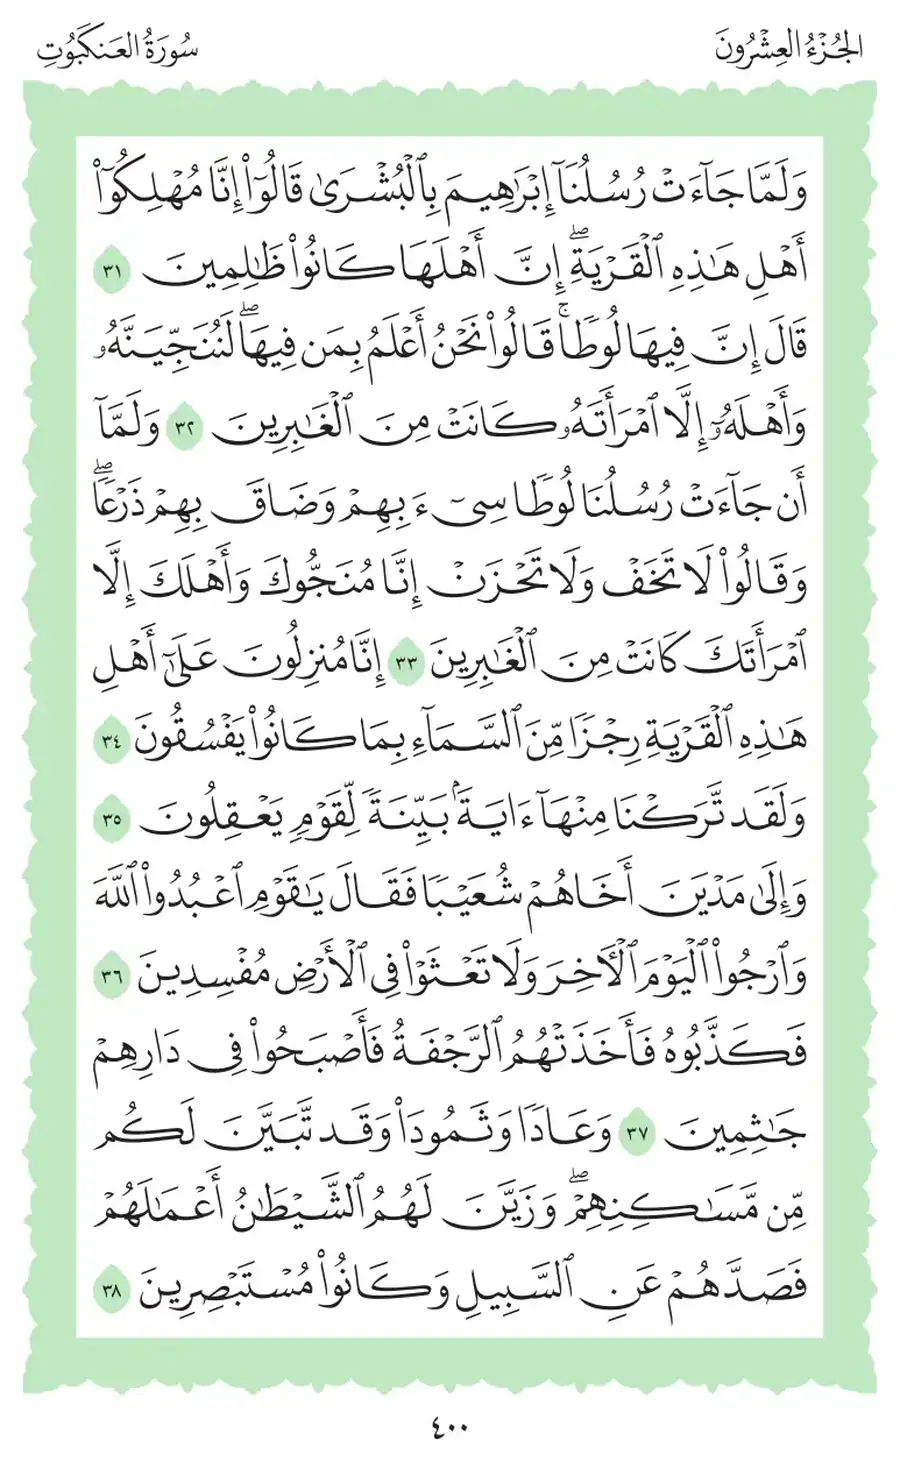 الجُزْءُ العِشْرُونَ
سُورَةُ العَنكَبُوتِ
وَلَمَّا جَآءَتْ رُسُلُنَآ إِبْرَٰهِيمَ بِٱلْبُشْرَىٰ قَالُوٓا۟ إِنَّا مُهْلِكُوٓا۟
أَهْلِ هَٰذِهِ ٱلْقَرْيَةِ ۖ إِنَّ أَهْلَهَا كَانُوا۟ ظَٰلِمِينَ ٣١
قَالَ إِنَّ فِيهَا لُوطًا ۚ قَالُوا۟ نَحْنُ أَعْلَمُ بِمَن فِيهَا ۖ لَنُنَجِّيَنَّهُۥ
وَأَهْلَهُۥٓ إِلَّا ٱمْرَأَتَهُۥ كَانَتْ مِنَ ٱلْغَٰبِرِينَ ٣٢ وَلَمَّآ
أَن جَآءَتْ رُسُلُنَا لُوطًا سِىٓءَ بِهِمْ وَضَاقَ بِهِمْ ذَرْعًا ۖ
وَقَالُوا۟ لَا تَخَفْ وَلَا تَحْزَنْ إِنَّا مُنَجُّوكَ وَأَهْلَكَ إِلَّا
ٱمْرَأَتَكَ كَانَتْ مِنَ ٱلْغَٰبِرِينَ ٣٣ إِنَّا مُنزِلُونَ عَلَىٰٓ أَهْلِ
هَٰذِهِ ٱلْقَرْيَةِ رِجْزًا مِّنَ ٱلسَّمَآءِ بِمَا كَانُوا۟ يَفْسُقُونَ ٣٤
وَلَقَد تَّرَكْنَا مِنْهَآ ءَايَةًۢ بَيِّنَةً لِّقَوْمٍ يَعْقِلُونَ ٣٥
وَإِلَىٰ مَدْيَنَ أَخَاهُمْ شُعَيْبًا فَقَالَ يَٰقَوْمِ ٱعْبُدُوا۟ ٱللَّهَ
وَٱرْجُوا۟ ٱلْيَوْمَ ٱلْءَاخِرَ وَلَا تَعْثَوْا۟ فِى ٱلْأَرْضِ مُفْسِدِينَ ٣٦
فَكَذَّبُوهُ فَأَخَذَتْهُمُ ٱلرَّجْفَةُ فَأَصْبَحُوا۟ فِى دَارِهِمْ
جَٰثِمِينَ ٣٧ وَعَادًا وَثَمُودَا۟ وَقَد تَّبَيَّنَ لَكُم
مِّن مَّسَٰكِنِهِمْ ۖ وَزَيَّنَ لَهُمُ ٱلشَّيْطَٰنُ أَعْمَٰلَهُمْ
فَصَدَّهُمْ عَنِ ٱلسَّبِيلِ وَكَانُوا۟ مُسْتَبْصِرِينَ ٣٨
٤٠٠